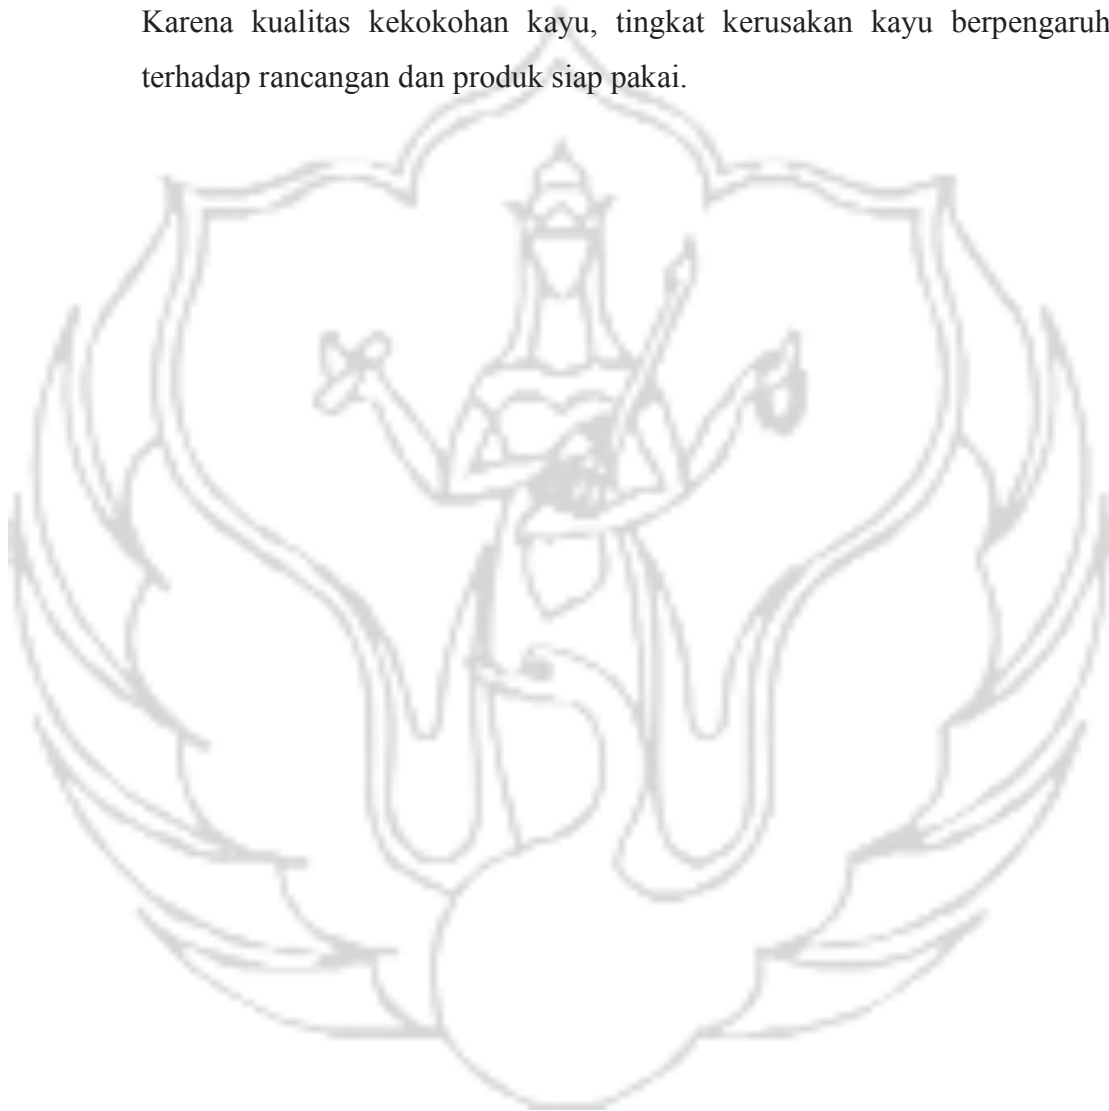 Karena kualitas kekokohan kayu, tingkat kerusakan kayu berpengaruh
terhadap rancangan dan produk siap pakai.